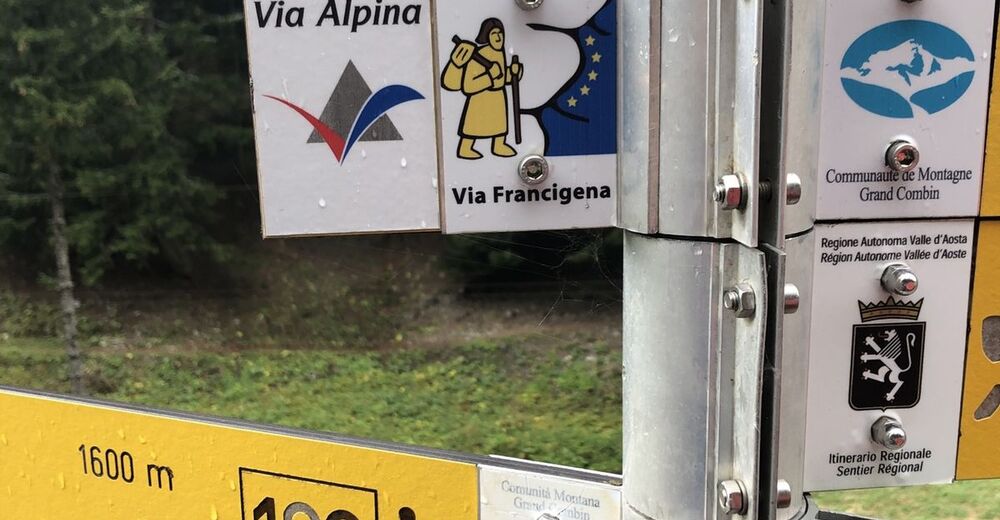 Via Alpina
Via Francigena
Communauté de Montagne
Grand Combin
Regione Autonoma Valle d'Aosta
Région Autonome Vallée d'Aoste
Itinerario Regionale
Sentier Régional
1600 m
Comunità Montana
Grand Combin